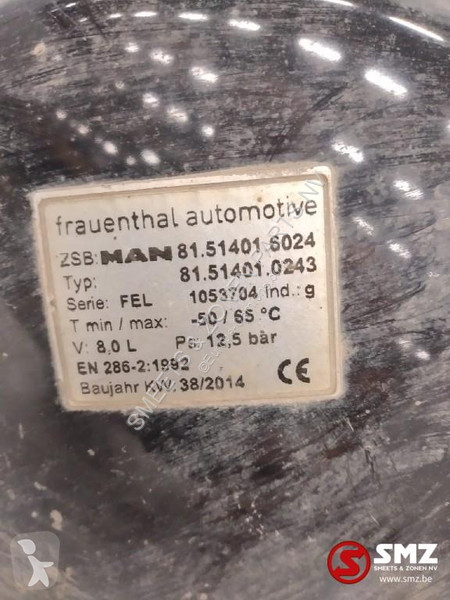 frauenthal automotive
ZSB: MAN 81.51401.6024
Typ: 81.51401.0243
Serie: FEL 1053704 Ind.: g
T min / max: -50 / 65 °C
V: 8,0 L Ps: 12,5 bar
EN 286-2:1992
Baujahr KW: 38/2014 CE
SMZ
SHEETS & ZONEN NV
www.smz.be